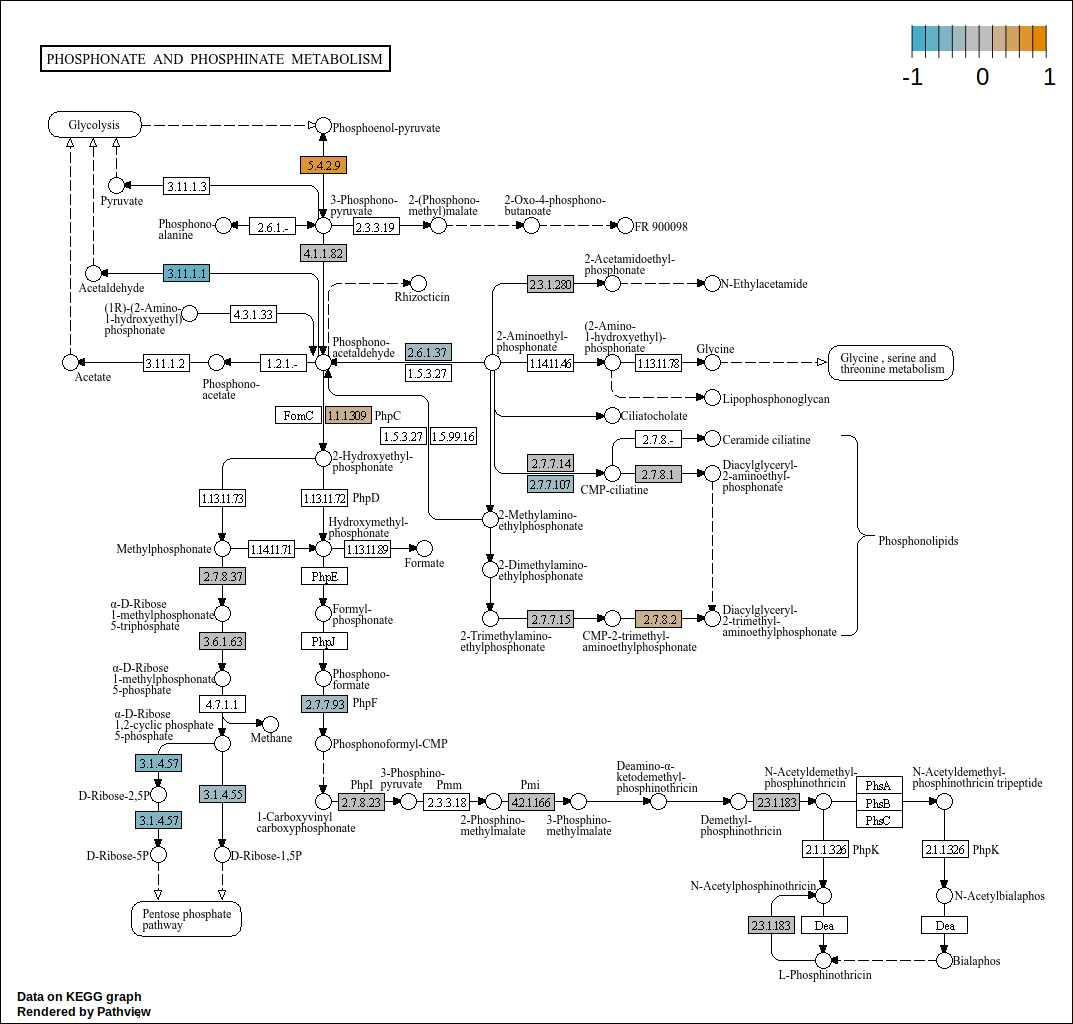 PHOSPHONATE AND PHOSPHINATE METABOLISM
-1 0 1
Glycolysis
Phosphoenol-pyruvate
5.4.2.9
3.11.1.3
Pyruvate
3-Phosphono-
pyruvate
2-(Phosphono-
methyl)malate
2-Oxo-4-phosphono-
butanoate
Phosphono
alanine
2.6.1.-
2.3.3.19
FR 900098
4.1.1.82
3.11.1.1
Acetaldehyde
Rhizocticin
2-Acetamidoethyl-
phosphonate
2.3.1.280
N-Ethylacetamide
(1R)-(2-Amino-
1-hydroxyethyl)
phosphonate
4.3.1.33
Phosphono-
acetaldehyde
2.6.1.37
1.5.3.27
2-Aminoethyl-
phosphonate
(2-Amino-
1-hydroxyethyl)-
phosphonate
1.14.11.46
1.13.11.78
Glycine
Glycine , serine and
threonine metabolism
3.11.1.2
1.2.1.-
Acetate
Phosphono-
acetate
Lipophosphonoglycan
FomC
1.1.1.309
PhpC
Ciliatocholate
1.5.3.27
1.5.99.16
2.7.8.-
Ceramide ciliatine
2-Hydroxyethyl-
phosphonate
2.7.7.14
2.7.7.107
CMP-ciliatine
2.7.8.1
Diacylglyceryl-
2-aminoethyl-
phosphonate
1.13.11.73
1.13.11.72
PhpD
2-Methylamino-
ethylphosphonate
Hydroxymethyl-
phosphonate
Methylphosphonate
1.14.11.71
1.13.11.89
Formate
Phosphonolipids
2.7.8.37
PhpE
2-Dimethylamino-
ethylphosphonate
α-D-Ribose
1-methylphosphonate
5-triphosphate
Formyl-
phosphonate
2.7.7.15
2.7.8.2
Diacylglyceryl-
2-trimethyl-
aminoethylphosphonate
2-Trimethylamino-
ethylphosphonate
CMP-2-trimethyl-
aminoethylphosphonate
3.6.1.63
PhpJ
α-D-Ribose
1-methylphosphonate
5-phosphate
Phosphono-
formate
4.7.1.1
2.7.7.93
PhpF
α-D-Ribose
1,2-cyclic phosphate
5-phosphate
Methane
Phosphonoformyl-CMP
3.1.4.57
D-Ribose-2,5P
3.1.4.55
3.1.4.57
D-Ribose-5P
D-Ribose-1,5P
Pentose phosphate
pathway
1-Carboxyvinyl
carboxyphosphonate
PhpI
2.7.8.23
3-Phosphino-
pyruvate
Pmm
2.3.3.18
2-Phosphino-
methylmalate
Pmi
4.2.1.166
3-Phosphino-
methylmalate
Deamino-α-
ketodemethyl-
phosphinothricin
Demethyl-
phosphinothricin
2.3.1.183
N-Acetyldemethyl-
phosphinothricin
PhsA
PhsB
PhsC
N-Acetyldemethyl-
phosphinothricin tripeptide
2.1.1.326
PhpK
2.1.1.326
PhpK
N-Acetylphosphinothricin
N-Acetylbialaphos
2.3.1.183
Dea
Dea
L-Phosphinothricin
Bialaphos
Data on KEGG graph
Rendered by Pathview